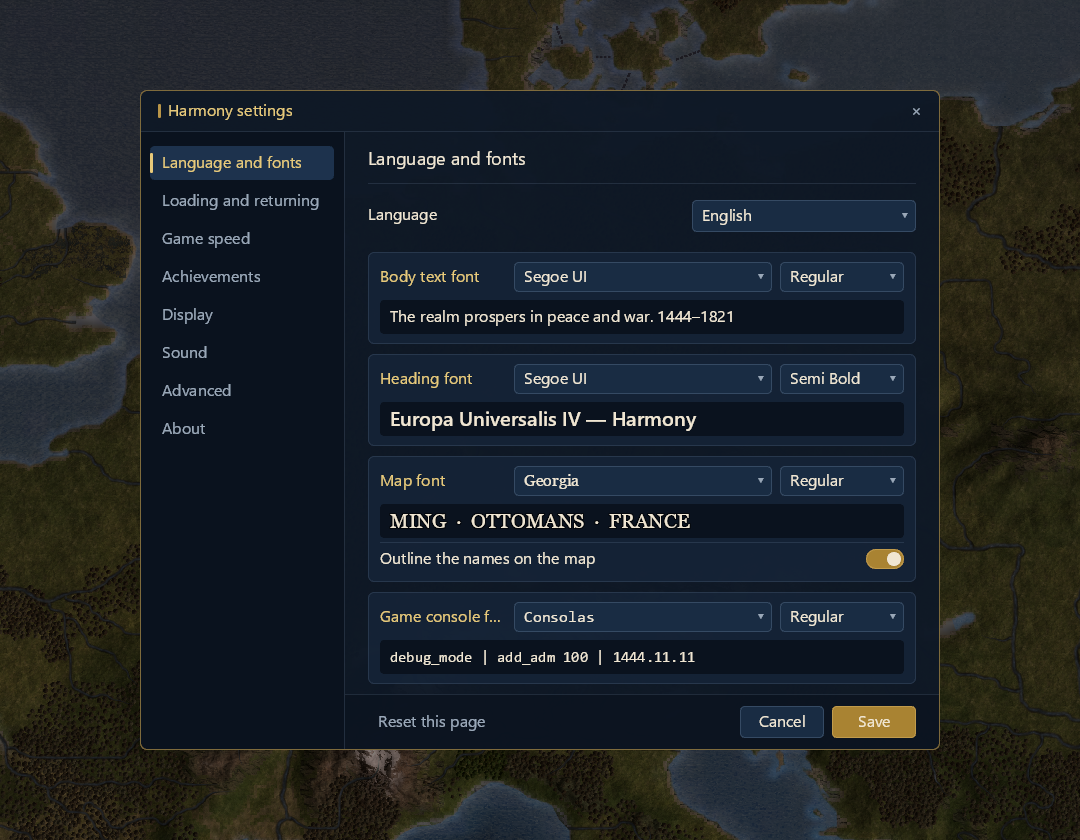 Harmony settings
×
Language and fonts
Loading and returning
Game speed
Achievements
Display
Sound
Advanced
About
Language and fonts
Language English
Body text font Segoe UI Regular
The realm prospers in peace and war. 1444–1821
Heading font Segoe UI Semi Bold
Europa Universalis IV — Harmony
Map font Georgia Regular
MING · OTTOMANS · FRANCE
Outline the names on the map
Game console f... Consolas Regular
debug_mode | add_adm 100 | 1444.11.11
Reset this page Cancel Save